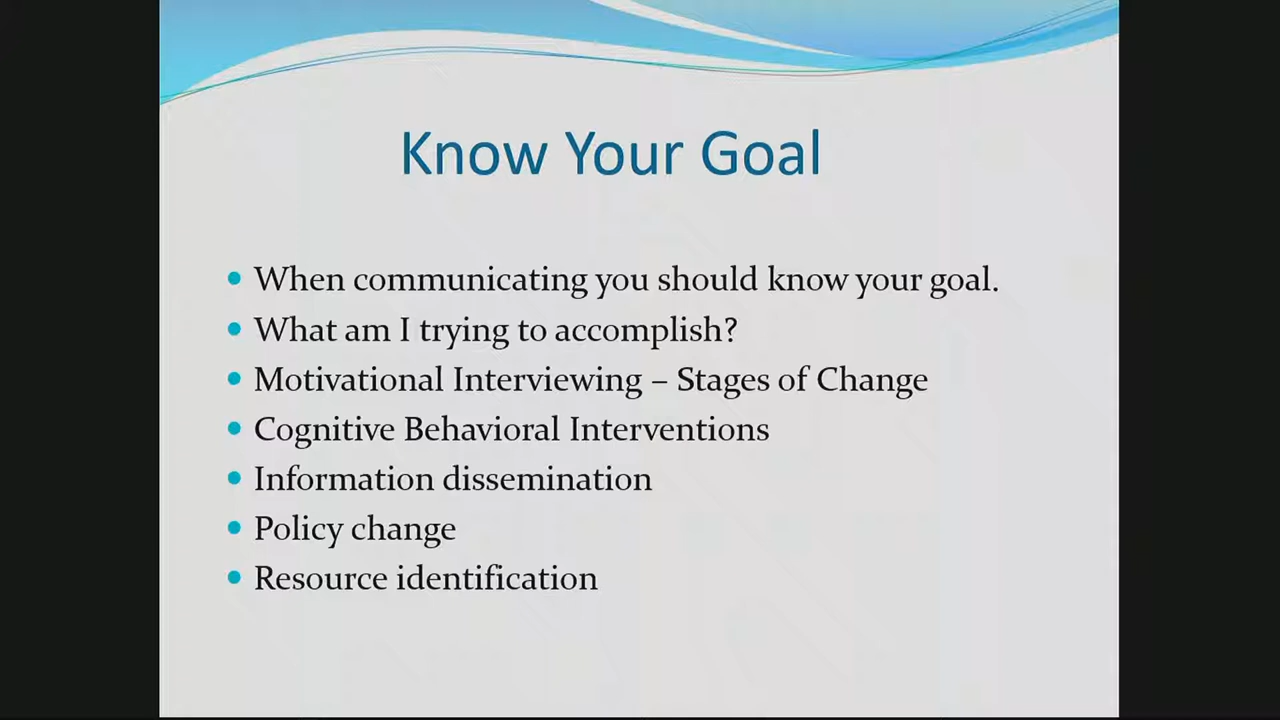 Know Your Goal
When communicating you should know your goal.
What am I trying to accomplish?
Motivational Interviewing – Stages of Change
Cognitive Behavioral Interventions
Information dissemination
Policy change
Resource identification